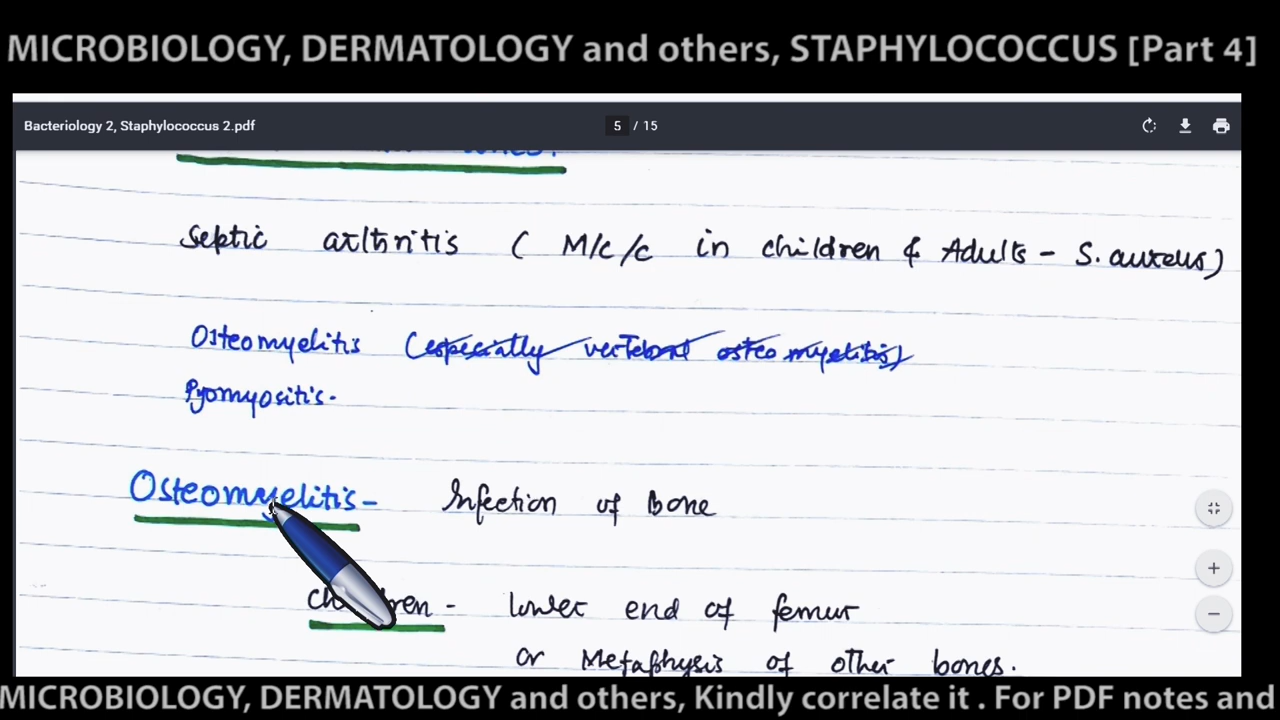 MICROBIOLOGY, DERMATOLOGY and others, STAPHYLOCOCCUS [Part 4]
Bacteriology 2, Staphylococcus 2.pdf 5 / 15
Septic arthritis ( M/c/c in children & Adults - S. aureus)
Osteomyelitis (especially vertebral osteomyelitis)
Pyomyositis.
Osteomyelitis - Infection of bone
children - lower end of femur
or Metaphysis of other bones.
MICROBIOLOGY, DERMATOLOGY and others, Kindly correlate it . For PDF notes and